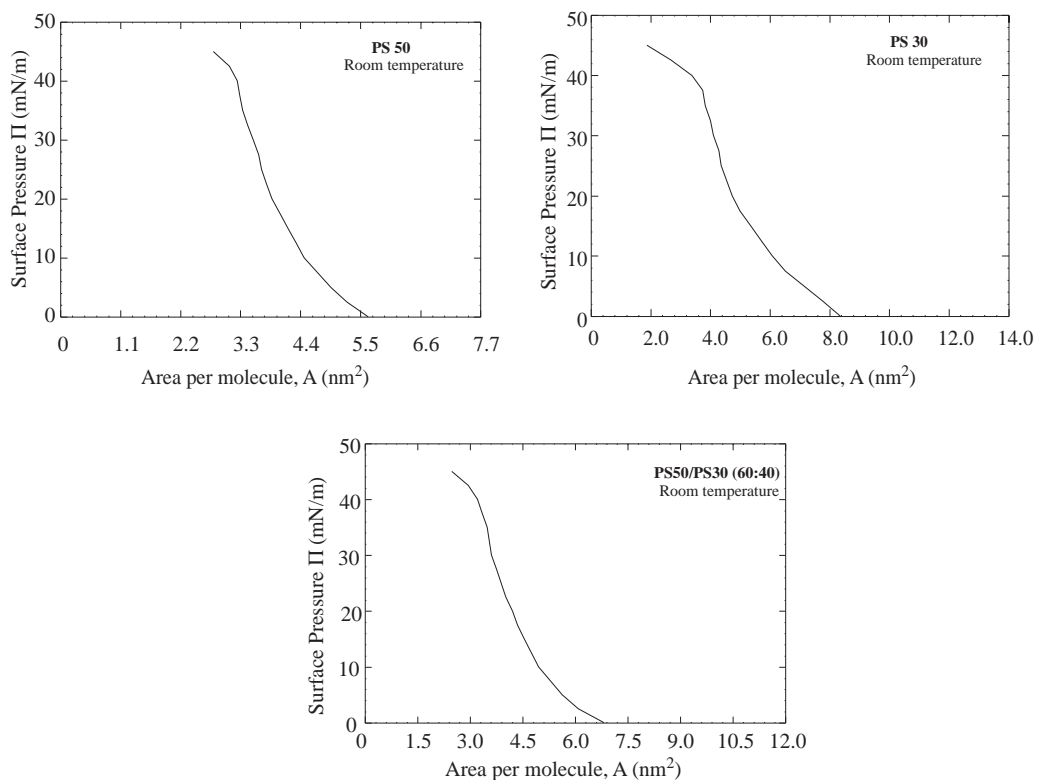 50
40
30
20
10
0
Surface Pressure Π (mN/m)
PS 50
Room temperature
0 1.1 2.2 3.3 4.4 5.5 6.6 7.7
Area per molecule, A (nm²)
50
40
30
20
10
0
Surface Pressure Π (mN/m)
PS 30
Room temperature
0 2.0 4.0 6.0 8.0 10.0 12.0 14.0
Area per molecule, A (nm²)
50
40
30
20
10
0
Surface Pressure Π (mN/m)
PS50/PS30 (60:40)
Room temperature
0 1.5 3.0 4.5 6.0 7.5 9.0 10.5 12.0
Area per molecule, A (nm²)